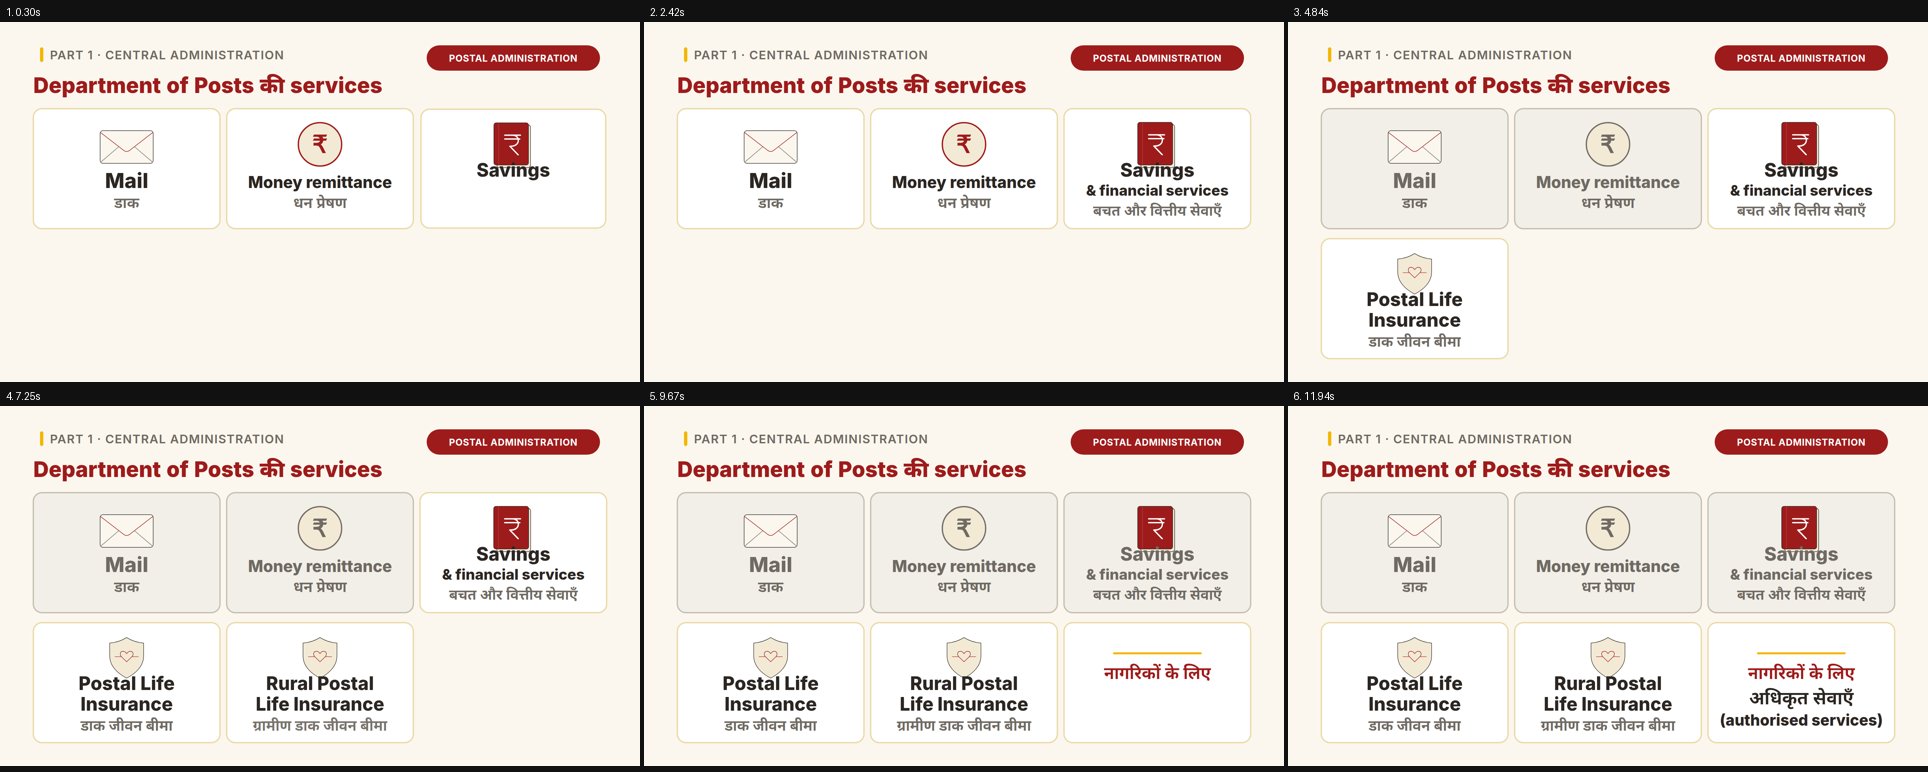 1. 0.30s
PART 1 · CENTRAL ADMINISTRATION
POSTAL ADMINISTRATION
Department of Posts की services
₹
₹
Mail
डाक
Money remittance
धन प्रेषण
Savings
2. 2.42s
PART 1 · CENTRAL ADMINISTRATION
POSTAL ADMINISTRATION
Department of Posts की services
₹
₹
Mail
डाक
Money remittance
धन प्रेषण
Savings
& financial services
बचत और वित्तीय सेवाएँ
3. 4.84s
PART 1 · CENTRAL ADMINISTRATION
POSTAL ADMINISTRATION
Department of Posts की services
₹
₹
Mail
डाक
Money remittance
धन प्रेषण
Savings
& financial services
बचत और वित्तीय सेवाएँ
Postal Life
Insurance
डाक जीवन बीमा
4. 7.25s
PART 1 · CENTRAL ADMINISTRATION
POSTAL ADMINISTRATION
Department of Posts की services
₹
₹
Mail
डाक
Money remittance
धन प्रेषण
Savings
& financial services
बचत और वित्तीय सेवाएँ
Postal Life
Insurance
डाक जीवन बीमा
Rural Postal
Life Insurance
ग्रामीण डाक जीवन बीमा
5. 9.67s
PART 1 · CENTRAL ADMINISTRATION
POSTAL ADMINISTRATION
Department of Posts की services
₹
₹
Mail
डाक
Money remittance
धन प्रेषण
Savings
& financial services
बचत और वित्तीय सेवाएँ
Postal Life
Insurance
डाक जीवन बीमा
Rural Postal
Life Insurance
ग्रामीण डाक जीवन बीमा
नागरिकों के लिए
6. 11.94s
PART 1 · CENTRAL ADMINISTRATION
POSTAL ADMINISTRATION
Department of Posts की services
₹
₹
Mail
डाक
Money remittance
धन प्रेषण
Savings
& financial services
बचत और वित्तीय सेवाएँ
Postal Life
Insurance
डाक जीवन बीमा
Rural Postal
Life Insurance
ग्रामीण डाक जीवन बीमा
नागरिकों के लिए
अधिकृत सेवाएँ
(authorised services)